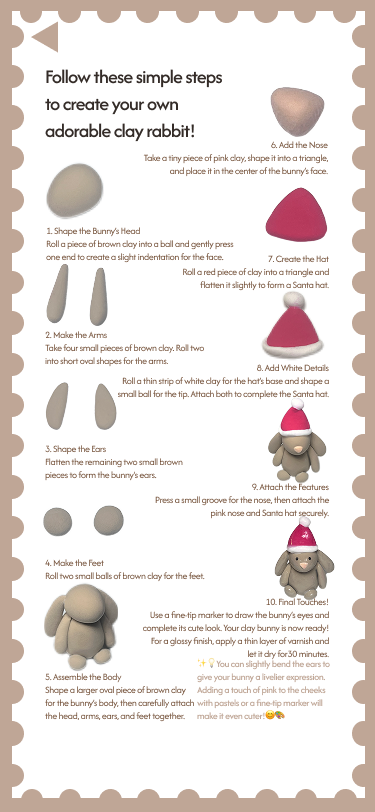 Follow these simple steps
to create your own
adorable clay rabbit!
1. Shape the Bunny's Head
Roll a piece of brown clay into a ball and gently press
one end to create a slight indentation for the face.
2. Make the Arms
Take four small pieces of brown clay. Roll two
into short oval shapes for the arms.
3. Shape the Ears
Flatten the remaining two small brown
pieces to form the bunny's ears.
4. Make the Feet
Roll two small balls of brown clay for the feet.
5. Assemble the Body
Shape a larger oval piece of brown clay
for the bunny's body, then carefully attach
the head, arms, ears, and feet together.
6. Add the Nose
Take a tiny piece of pink clay, shape it into a triangle,
and place it in the center of the bunny's face.
7. Create the Hat
Roll a red piece of clay into a triangle and
flatten it slightly to form a Santa hat.
8. Add White Details
Roll a thin strip of white clay for the hat's base and shape a
small ball for the tip. Attach both to complete the Santa hat.
9. Attach the Features
Press a small groove for the nose, then attach the
pink nose and Santa hat securely.
10. Final Touches!
Use a fine-tip marker to draw the bunny's eyes and
complete its cute look. Your clay bunny is now ready!
For a glossy finish, apply a thin layer of varnish and
let it dry for30 minutes.
✨💡 You can slightly bend the ears to
give your bunny a livelier expression.
Adding a touch of pink to the cheeks
with pastels or a fine-tip marker will
make it even cuter!😊🎨